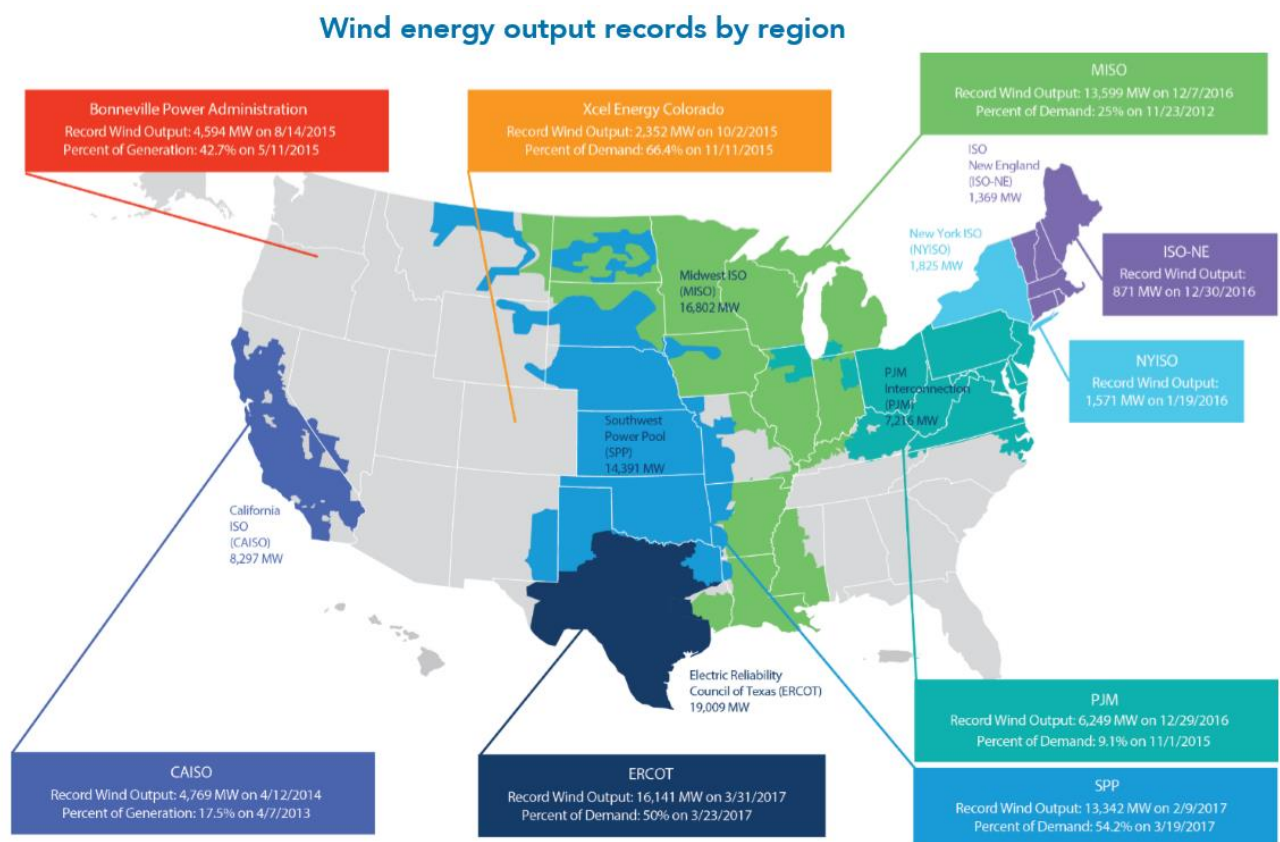 Wind energy output records by region
Bonneville Power Administration
Record Wind Output: 4,594 MW on 8/14/2015
Percent of Generation: 42.7% on 5/11/2015
Xcel Energy Colorado
Record Wind Output: 2,352 MW on 10/2/2015
Percent of Demand: 66.4% on 11/11/2015
MISO
Record Wind Output: 13,599 MW on 12/7/2016
Percent of Demand: 25% on 11/23/2012
ISO
New England
(ISO-NE)
1,369 MW
New York ISO
(NYISO)
1,825 MW
ISO-NE
Record Wind Output:
871 MW on 12/30/2016
Midwest ISO
(MISO)
16,802 MW
NYISO
Record Wind Output:
1,571 MW on 1/19/2016
PJM
Interconnection
(PJM)
7,216 MW
Southwest
Power Pool
(SPP)
14,391 MW
California
ISO
(CAISO)
8,297 MW
Electric Reliability
Council of Texas (ERCOT)
19,009 MW
PJM
Record Wind Output: 6,249 MW on 12/29/2016
Percent of Demand: 9.1% on 11/1/2015
CAISO
Record Wind Output: 4,769 MW on 4/12/2014
Percent of Generation: 17.5% on 4/7/2013
ERCOT
Record Wind Output: 16,141 MW on 3/31/2017
Percent of Demand: 50% on 3/23/2017
SPP
Record Wind Output: 13,342 MW on 2/9/2017
Percent of Demand: 54.2% on 3/19/2017